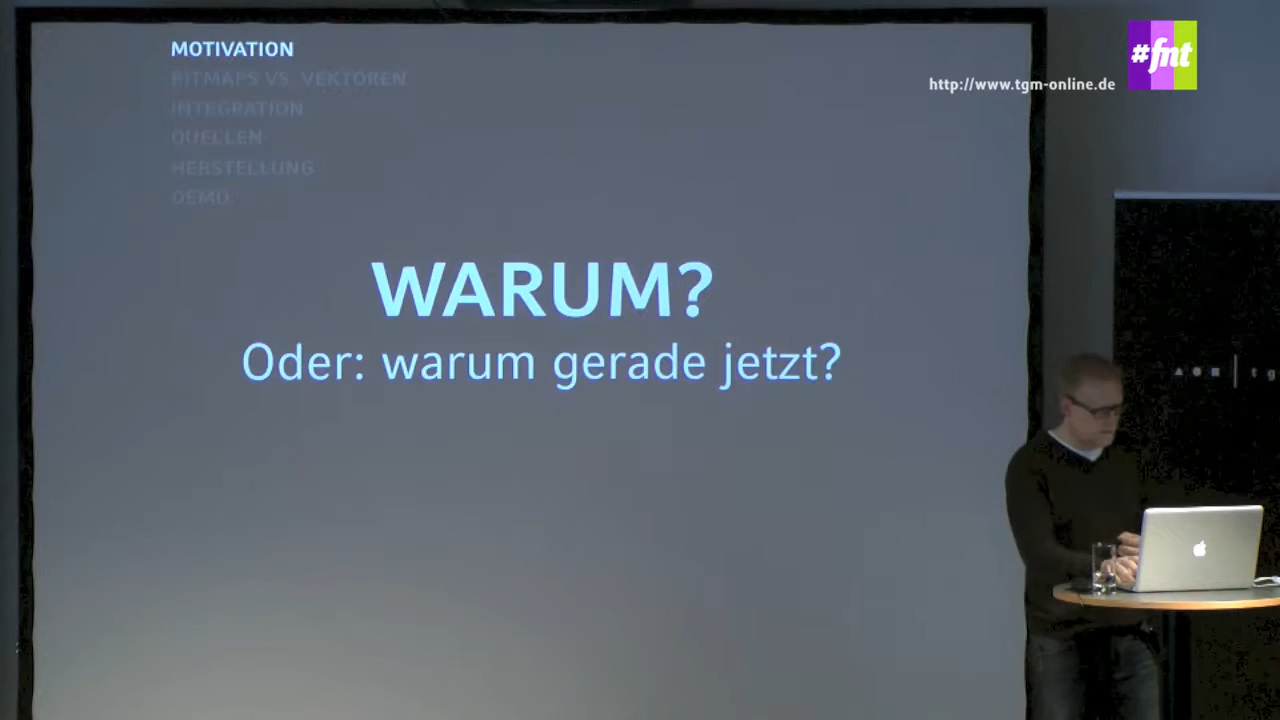 MOTIVATION
BITMAPS VS. VEKTOREN
INTEGRATION
QUELLEN
HERSTELLUNG
DEMO
http://www.tgm-online.de
#fnt
WARUM?
Oder: warum gerade jetzt?